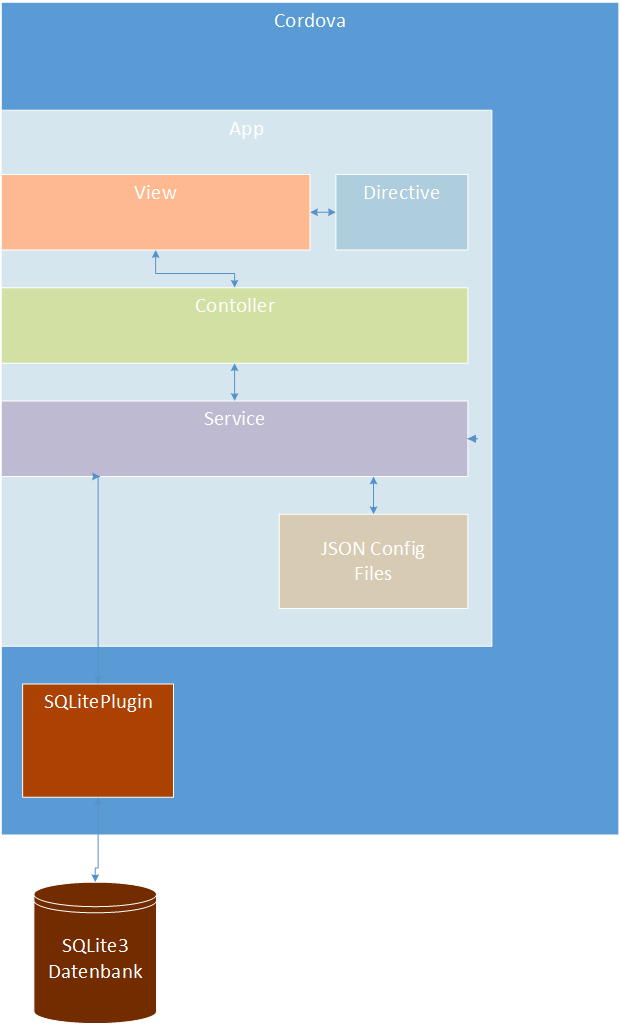 Cordova
App
View
Directive
Contoller
Service
JSON Config
Files
SQLitePlugin
SQLite3
Datenbank